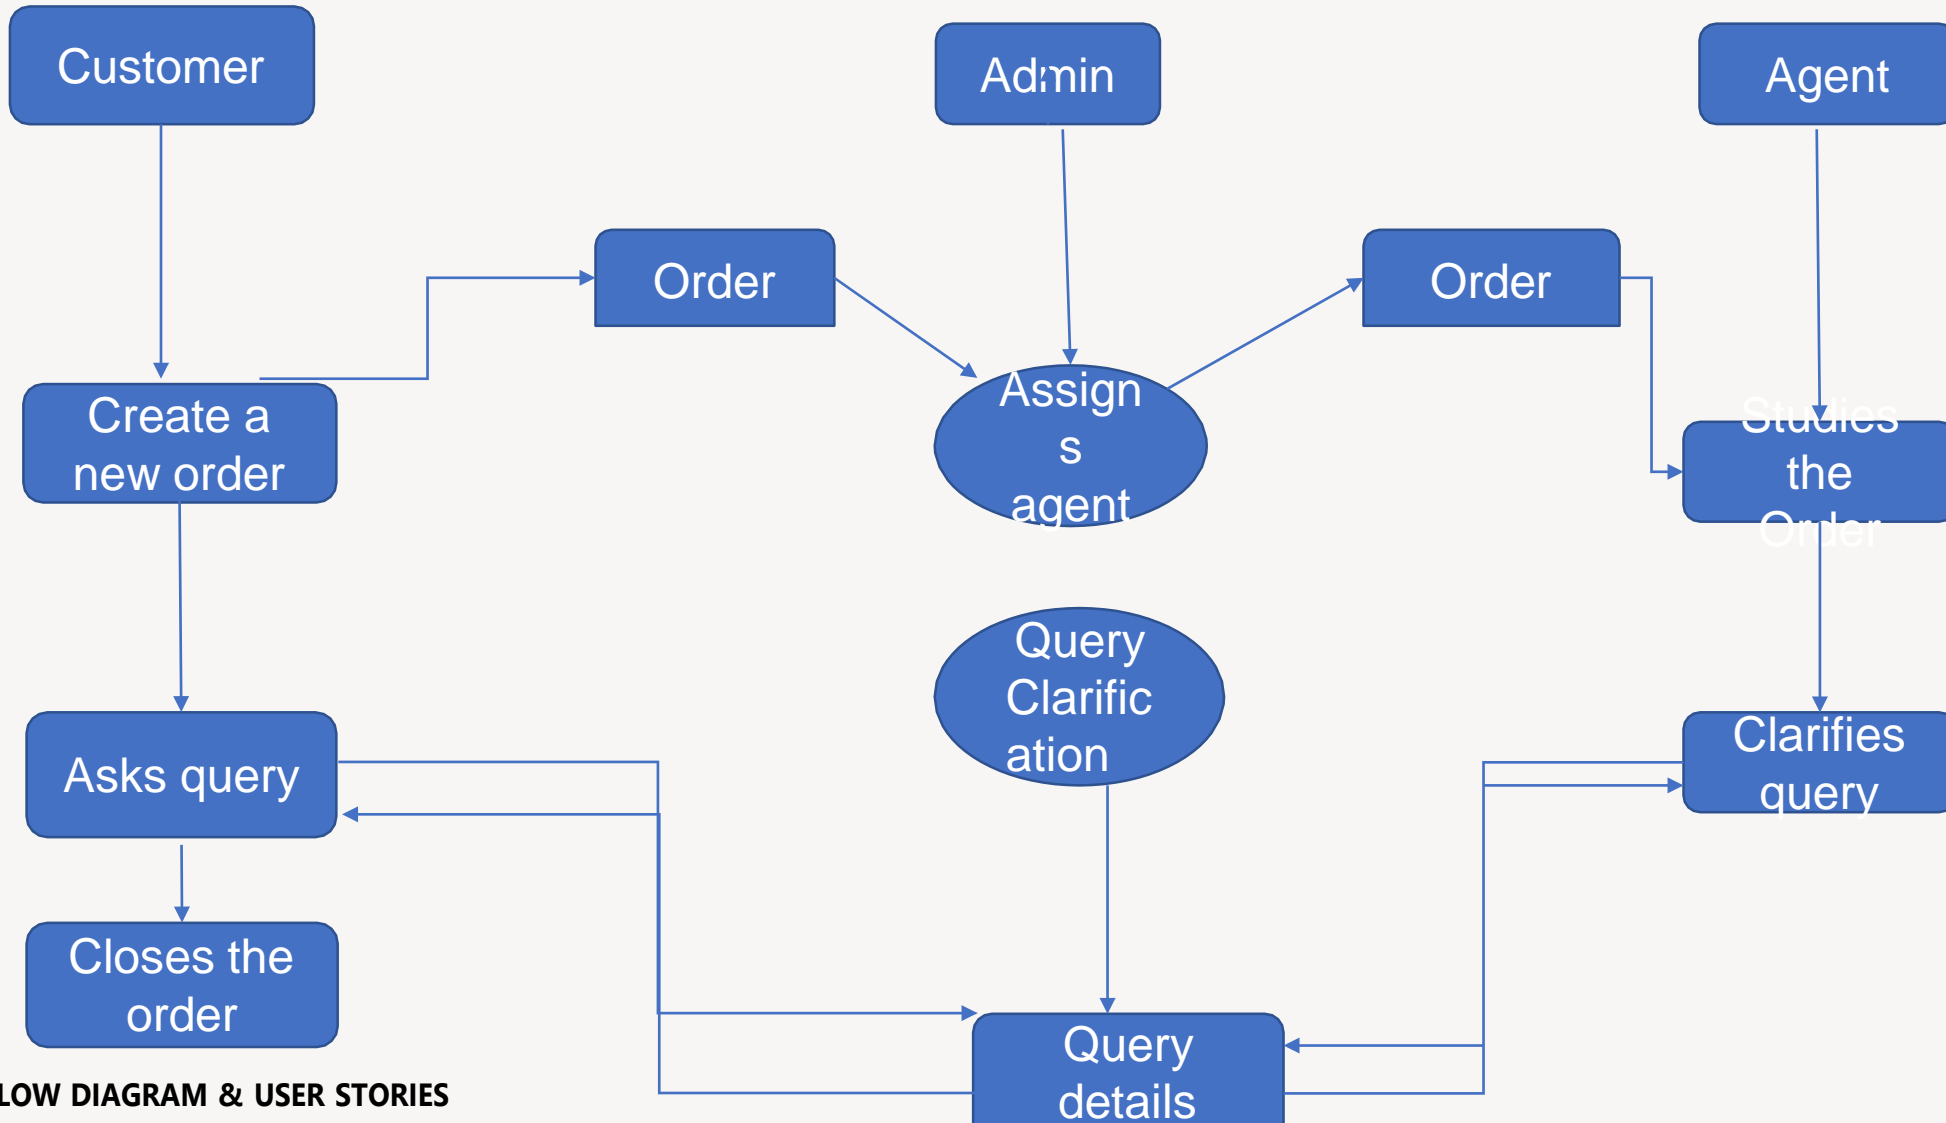 Customer
Admin
Agent
Order
Order
Create a
new order
Assign
s
agent
Studies
the
Order
Query
Clarific
ation
Asks query
Clarifies
query
Closes the
order
Query
details
LOW DIAGRAM & USER STORIES